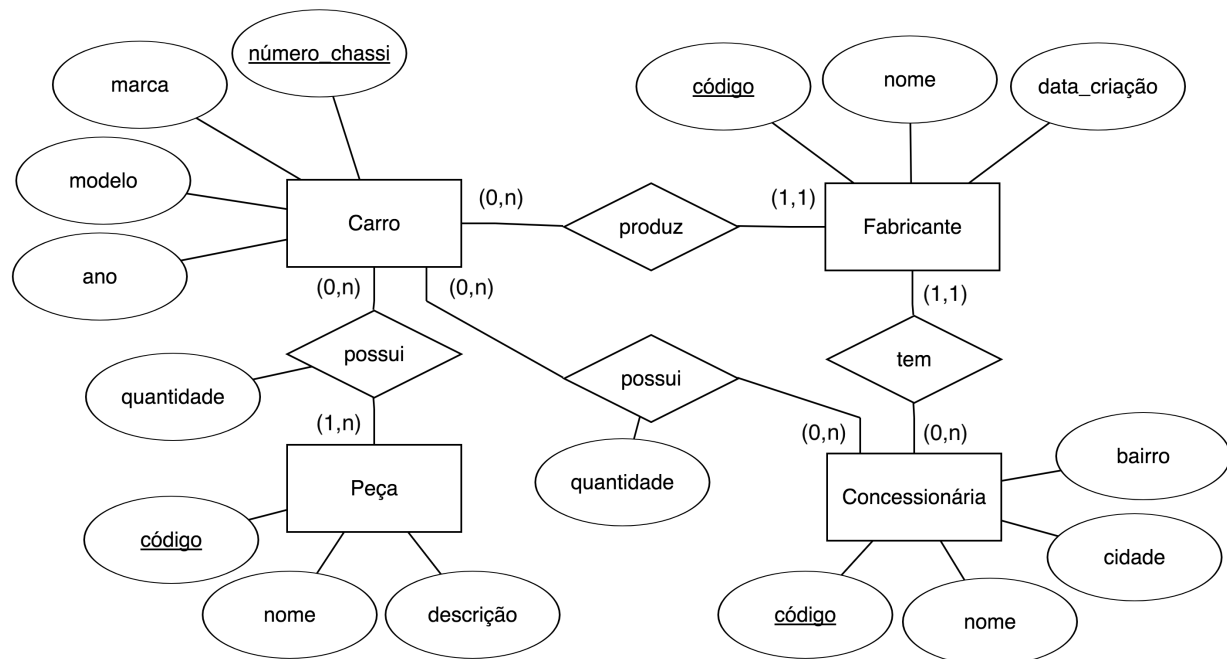 número_chassi
marca
modelo
ano
Carro
(0,n)
produz
(1,1)
Fabricante
código
nome
data_criação
(0,n)
(0,n)
(1,1)
possui
quantidade
(1,n)
possui
quantidade
tem
(0,n)
(0,n)
Peça
código
nome
descrição
Concessionária
bairro
cidade
código
nome